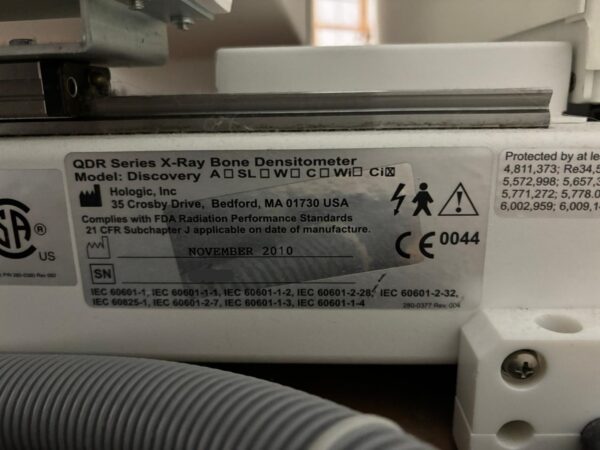 QDR Series X-Ray Bone Densitometer
Model: Discovery A☐ SL☐ W☐ C☐ Wi☐ Ci☒
Hologic, Inc
35 Crosby Drive, Bedford, MA 01730 USA
Complies with FDA Radiation Performance Standards
21 CFR Subchapter J applicable on date of manufacture.
NOVEMBER 2010
SN
IEC 60601-1, IEC 60601-1-1, IEC 60601-1-2, IEC 60601-2-28, IEC 60601-2-32,
IEC 60825-1, IEC 60601-2-7, IEC 60601-1-3, IEC 60601-1-4
280-0377 Rev. 004
CE 0044
SA
US
Protected by at le
4,811,373; Re34,5
5,572,998; 5,657,
5,771,272; 5,778,0
6,002,959; 6,009,